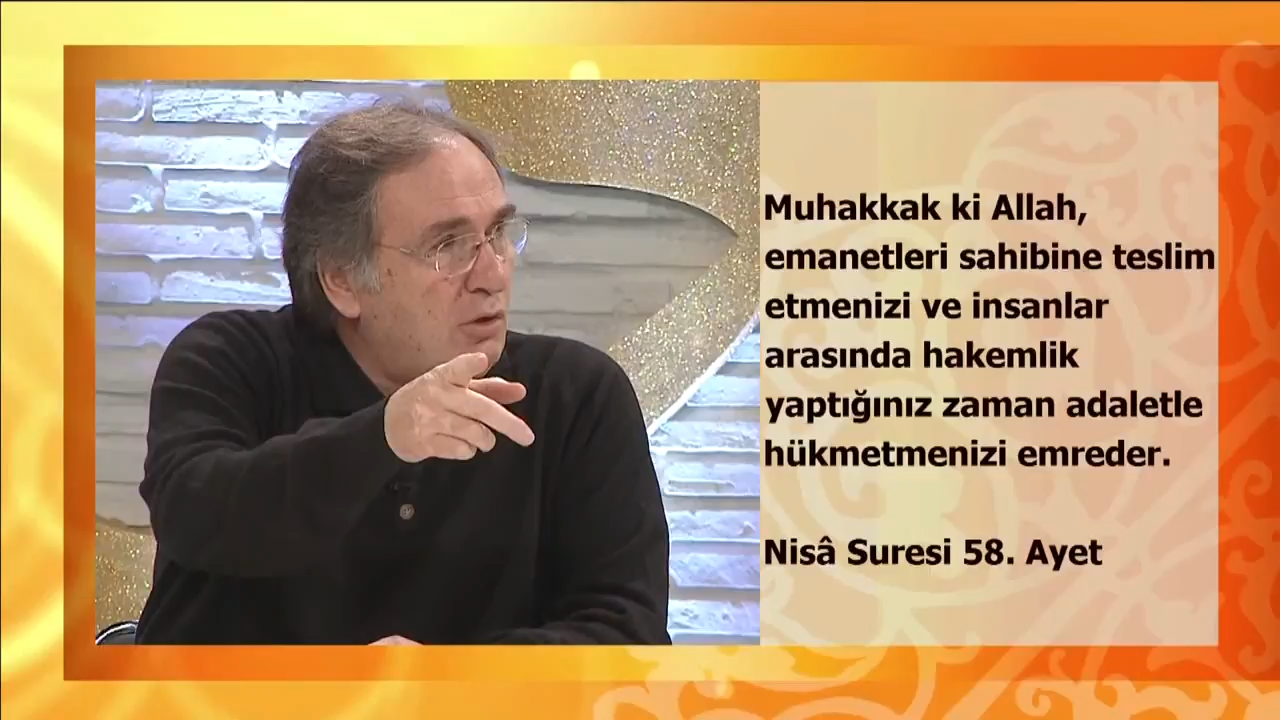 Muhakkak ki Allah,
emanetleri sahibine teslim
etmenizi ve insanlar
arasında hakemlik
yaptığınız zaman adaletle
hükmetmenizi emreder.
Nisâ Suresi 58. Ayet